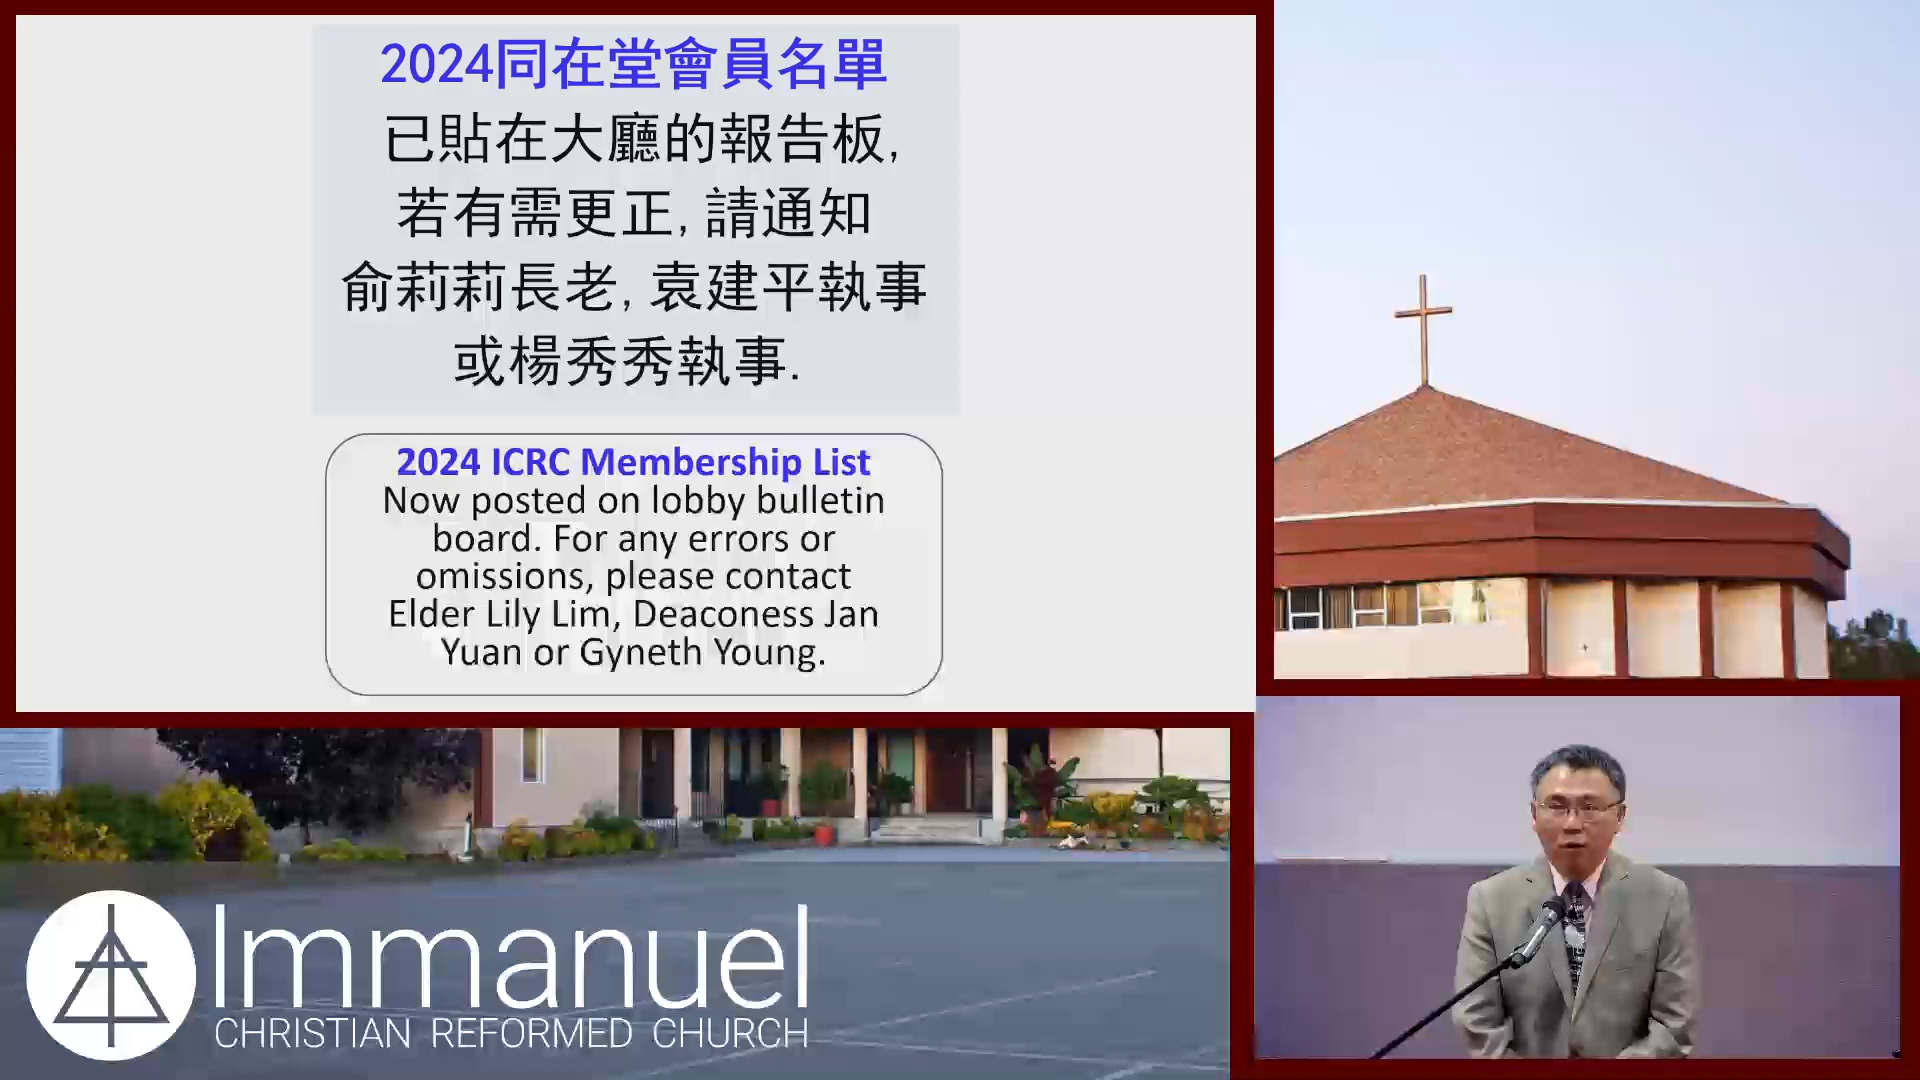 2024同在堂會員名單
已貼在大廳的報告板,
若有需更正, 請通知
俞莉莉長老, 袁建平執事
或楊秀秀執事.
2024 ICRC Membership List
Now posted on lobby bulletin
board. For any errors or
omissions, please contact
Elder Lily Lim, Deaconess Jan
Yuan or Gyneth Young.
Immanuel
CHRISTIAN REFORMED CHURCH